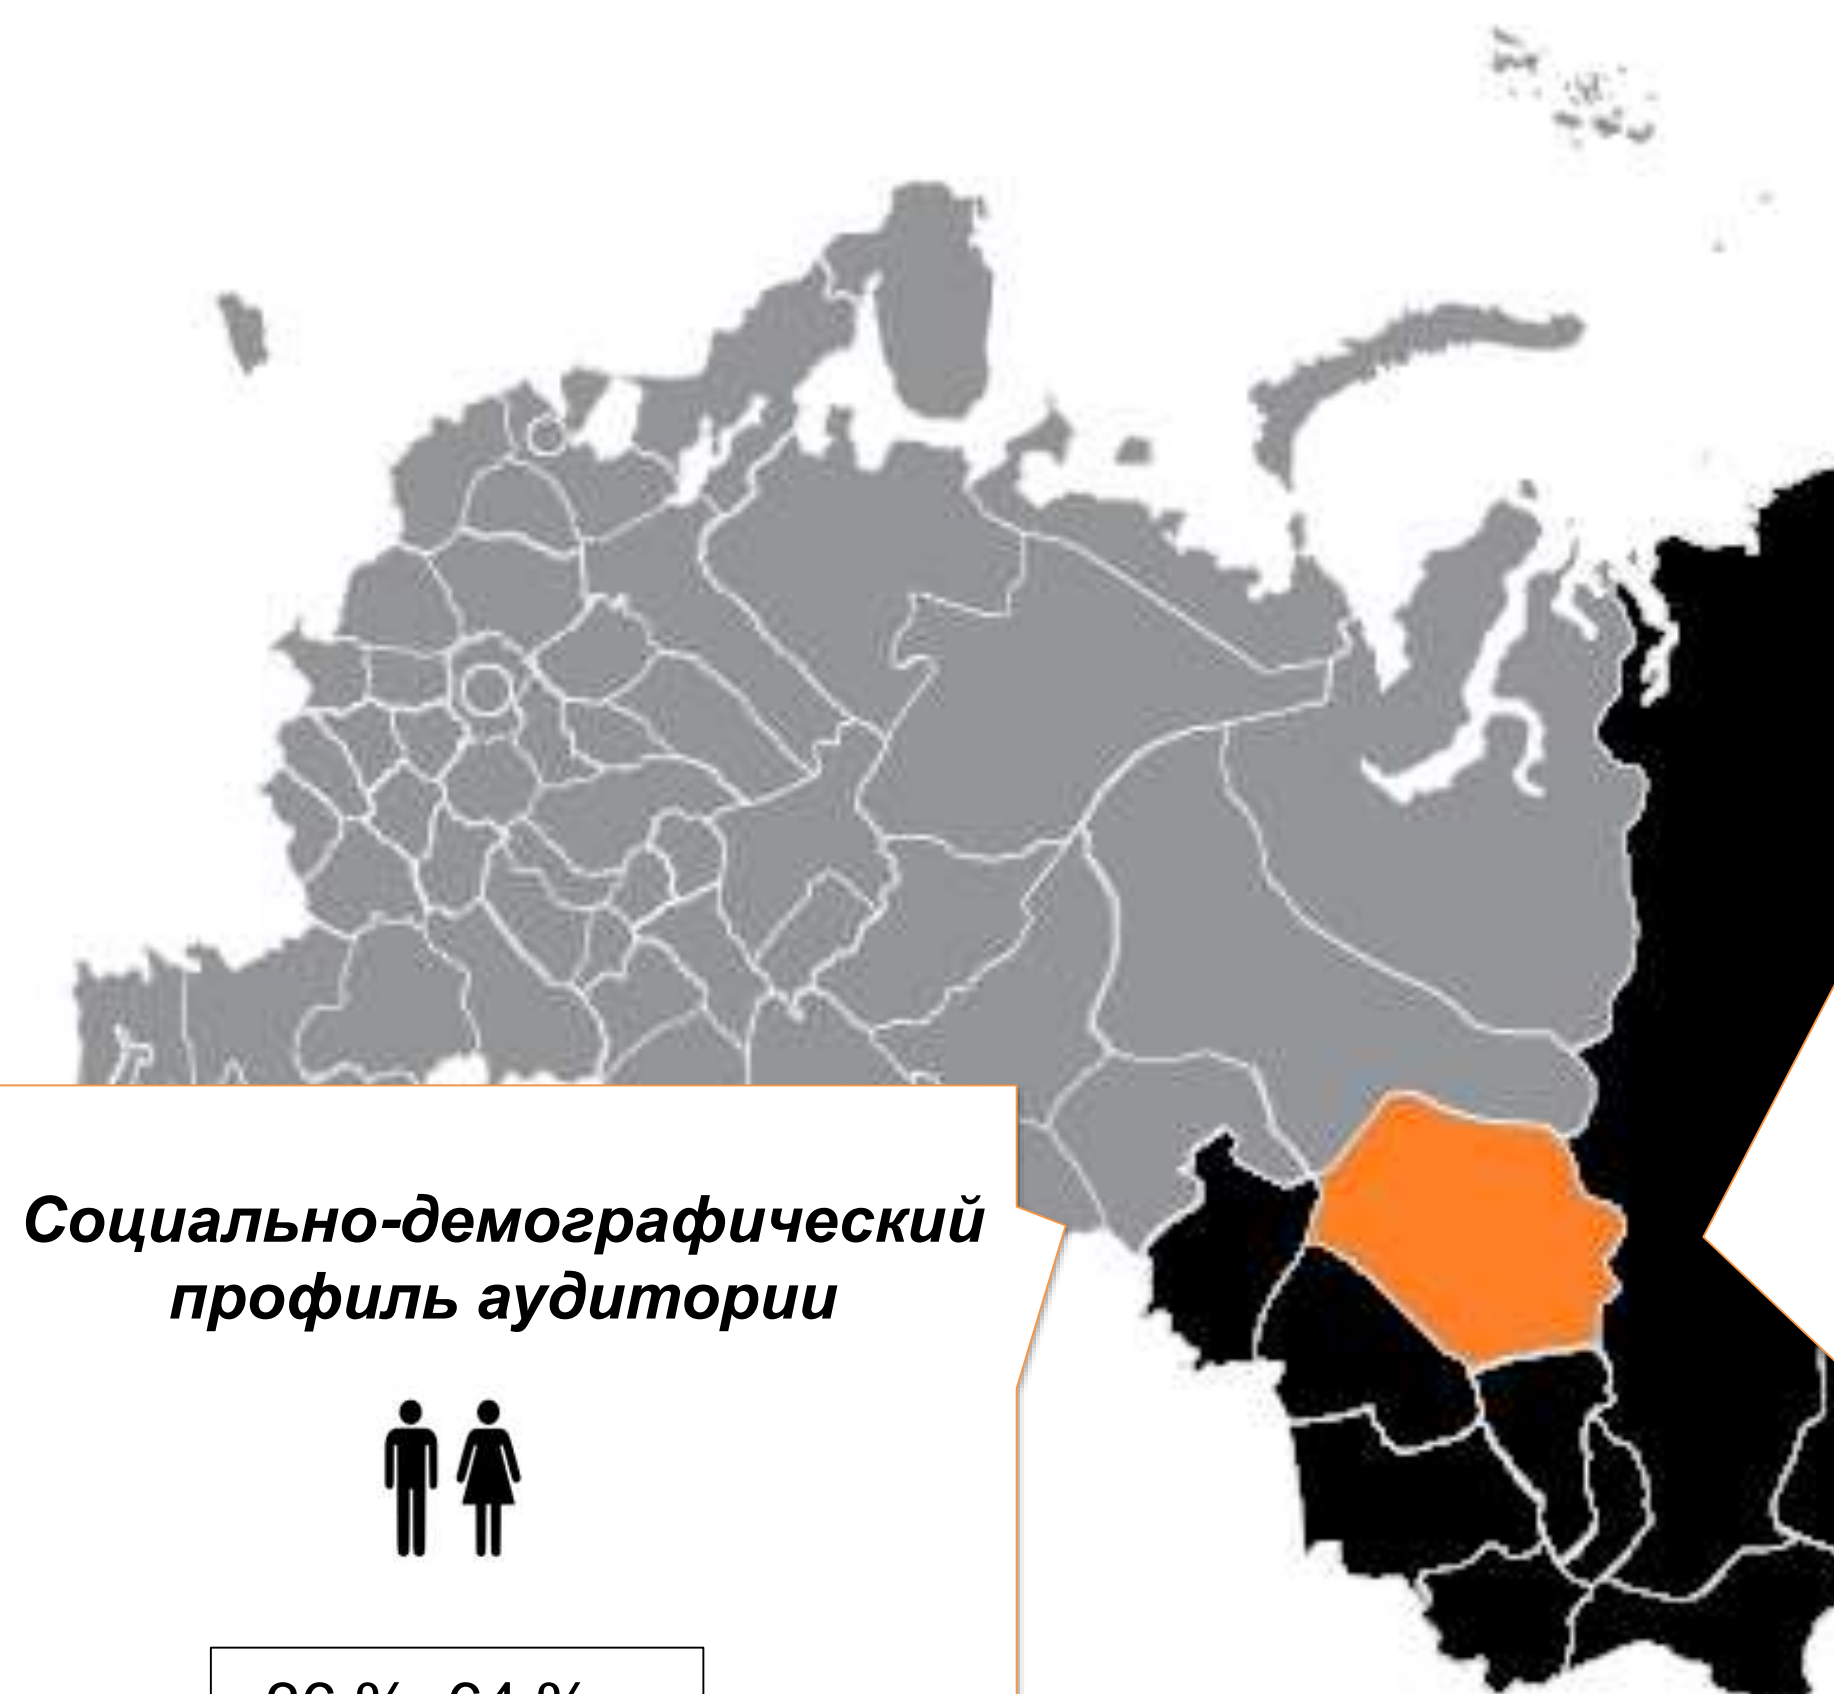 Социально-демографический
профиль аудитории